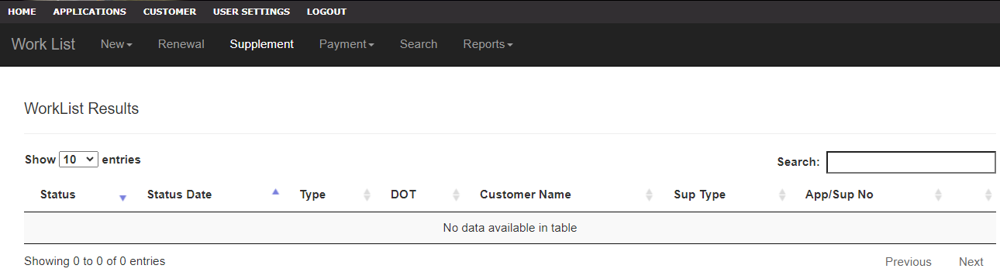 HOME APPLICATIONS CUSTOMER USER SETTINGS LOGOUT
Work List New Renewal Supplement Payment Search Reports
WorkList Results
Show 10 entries
Search:
Status Status Date Type DOT Customer Name Sup Type App/Sup No
No data available in table
Showing 0 to 0 of 0 entries
Previous Next